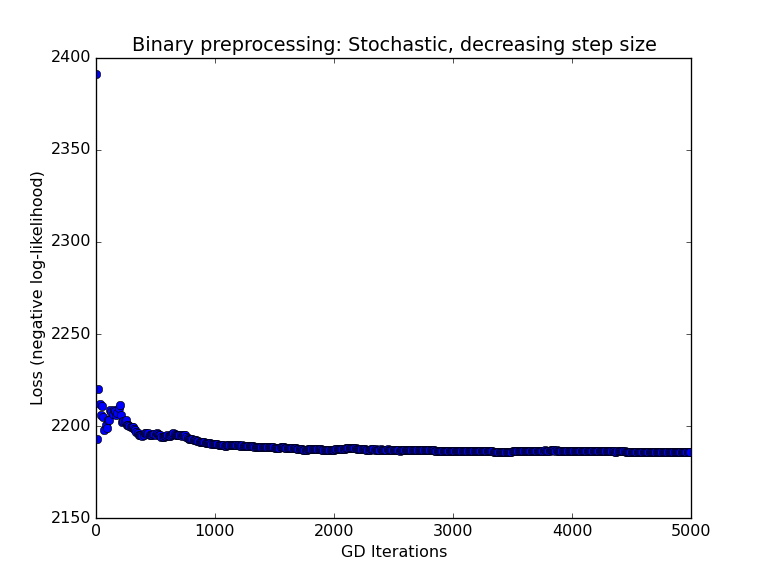 Binary preprocessing: Stochastic, decreasing step size
2400
2350
2300
2250
2200
2150
Loss (negative log-likelihood)
0 1000 2000 3000 4000 5000
GD Iterations